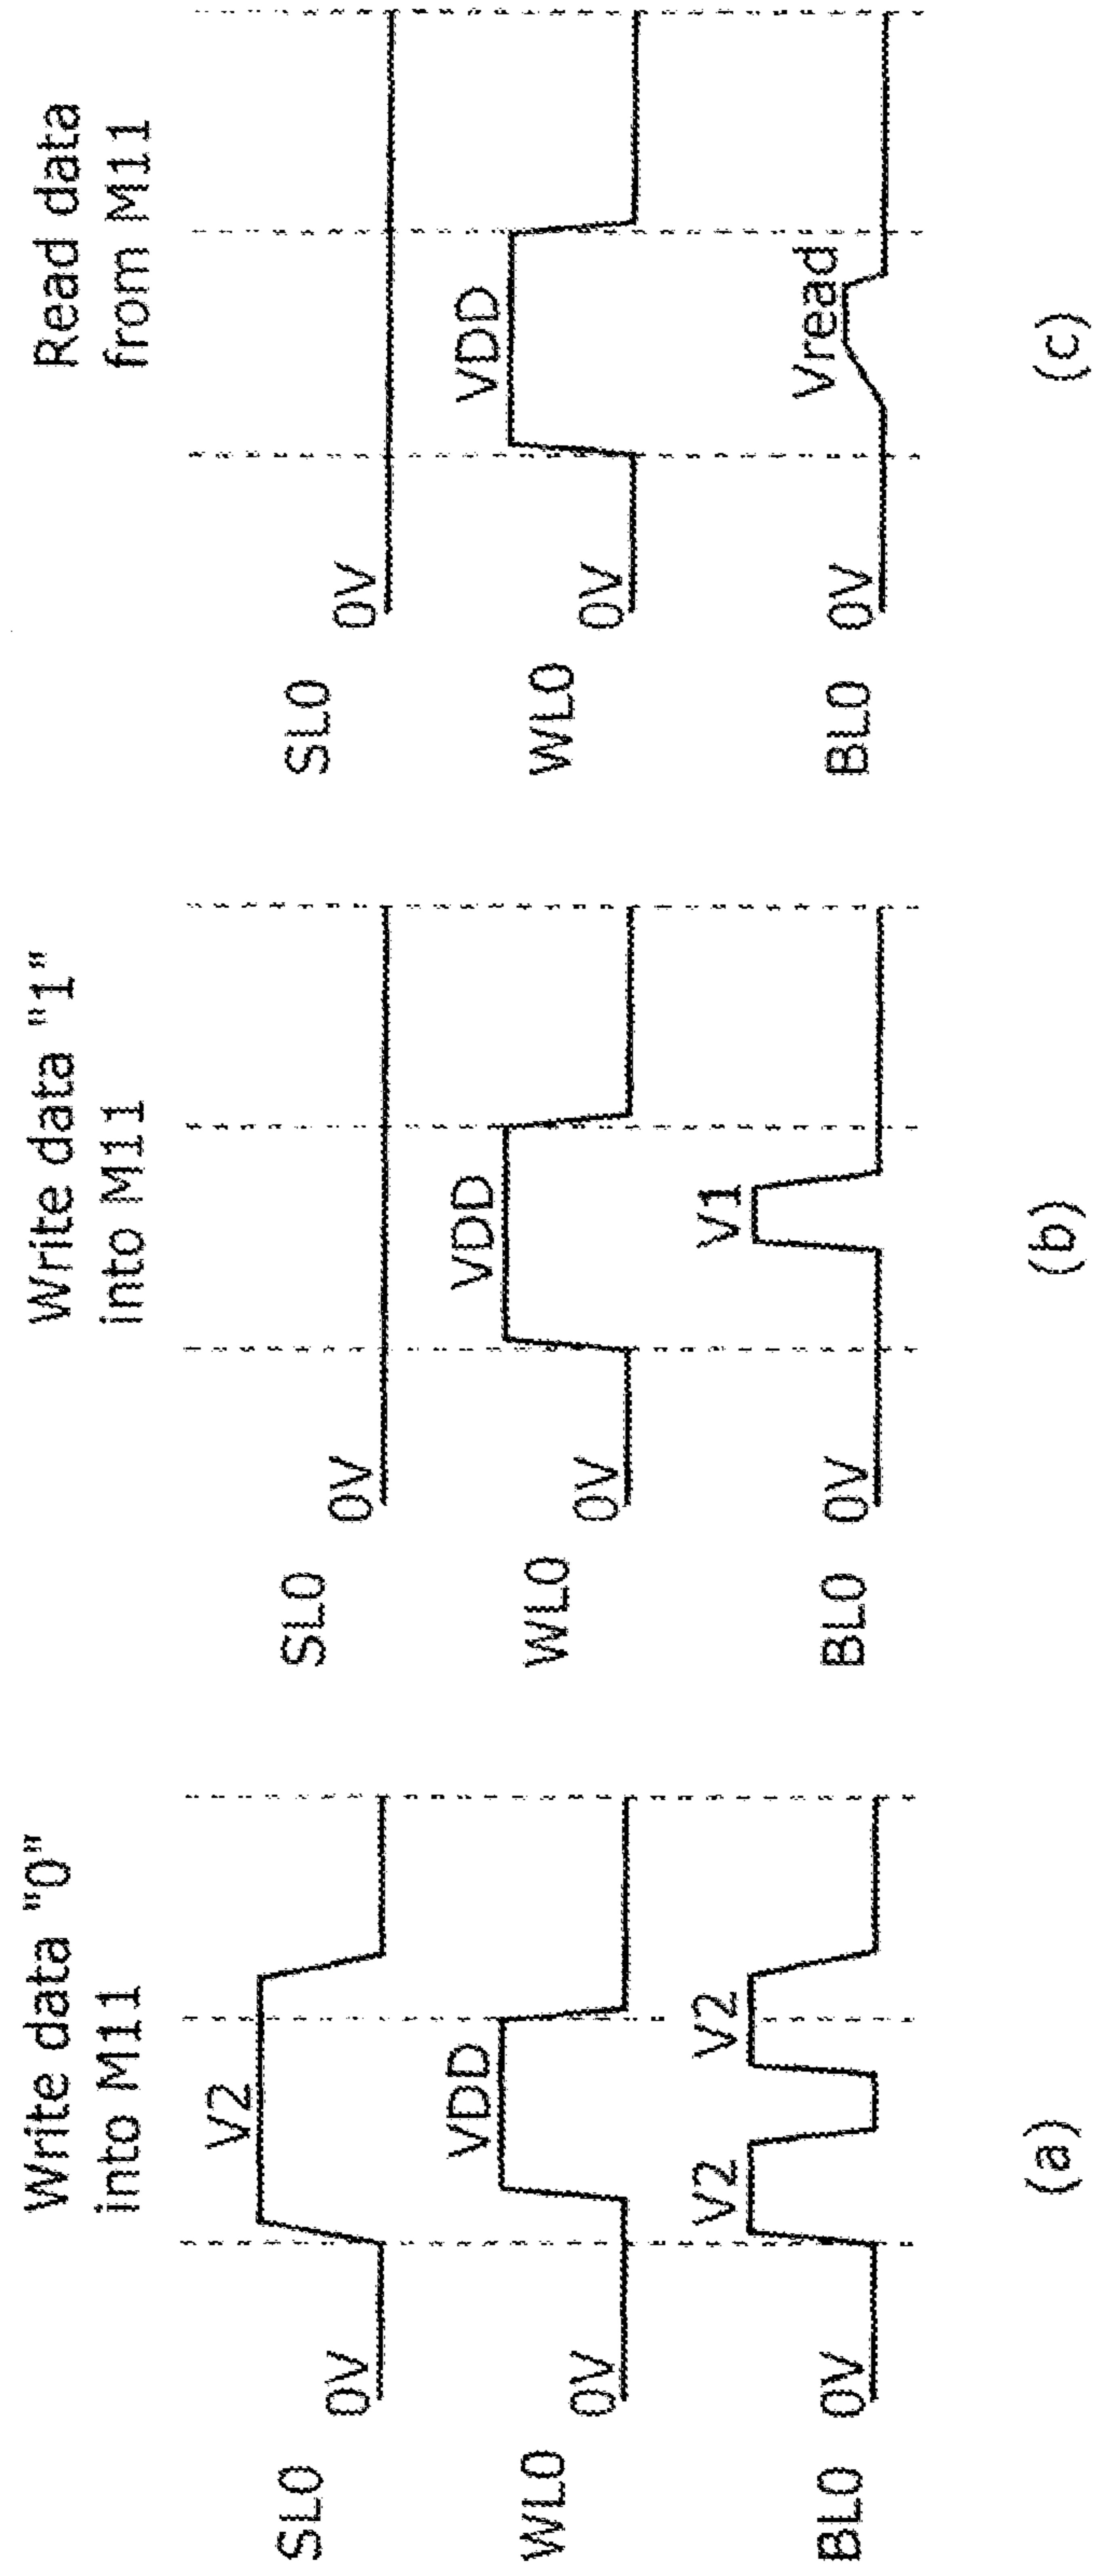 Write data "0"
into M11
SL0
0V
V2
WL0
0V
VDD
BL0
0V
V2
V2
(a)
Write data "1"
into M11
SL0
0V
WL0
0V
VDD
BL0
0V
V1
(b)
Read data
from M11
SL0
0V
WL0
0V
VDD
BL0
0V
Vread
(c)